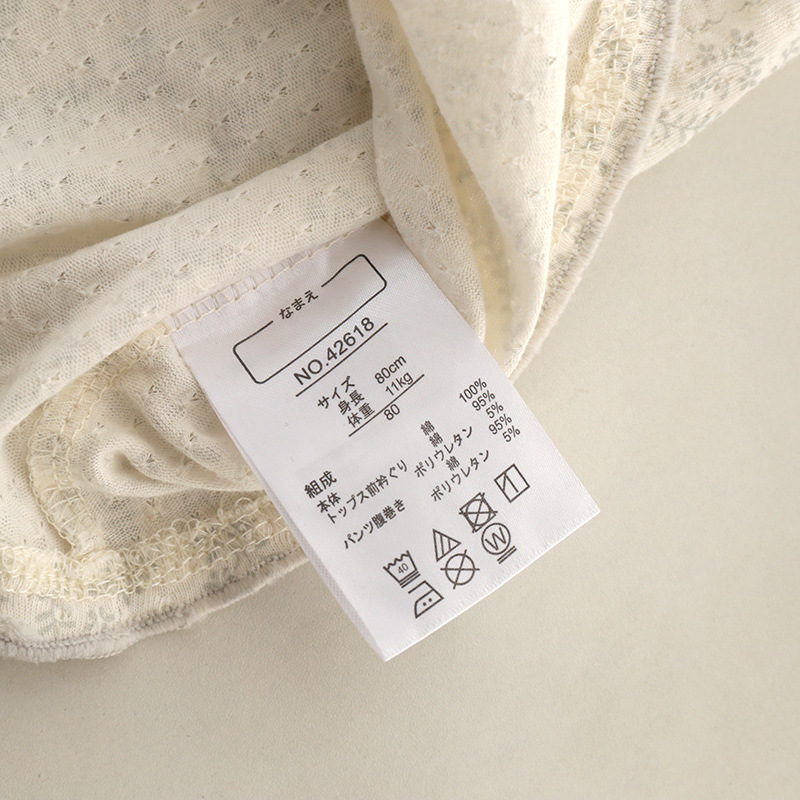 なまえ
NO.42618
サイズ
身長 80cm
体重 11kg
80
組成
本体 綿 100%
トップス前衿ぐり 綿 95%
ポリウレタン 5%
パンツ腹巻き 綿 95%
ポリウレタン 5%
40
W
1